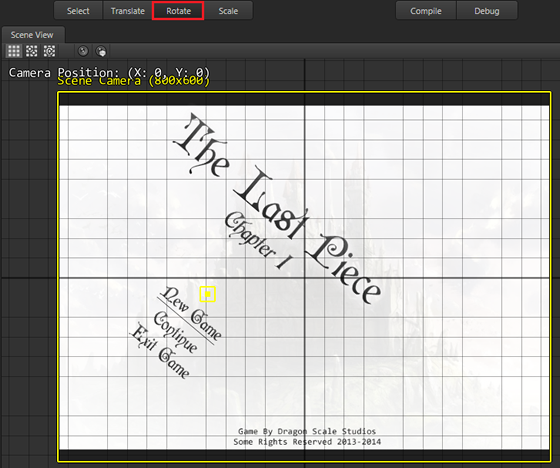 Select Translate Rotate Scale Compile Debug
Scene View
Camera Position: (X: 0, Y: 0)
Scene Camera (800x600)
The Last Piece
Chapter I
New Game
Continue
Exit Game
Game By Dragon Scale Studios
Some Rights Reserved 2013-2014